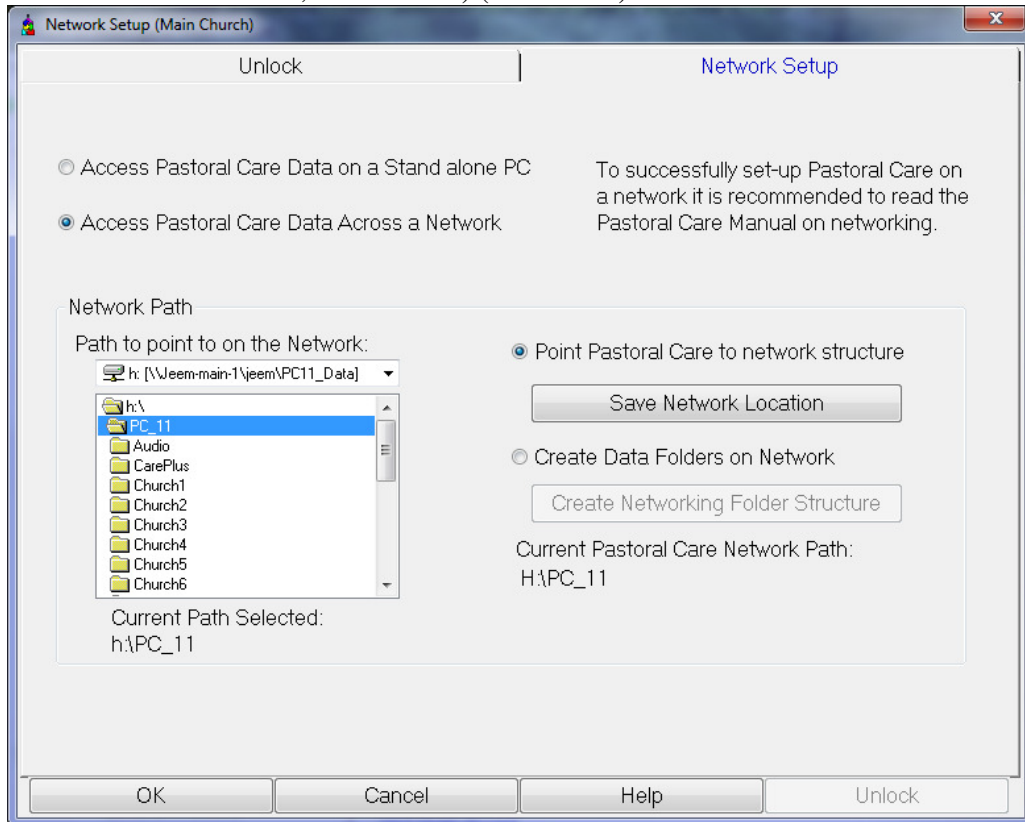 Network Setup (Main Church)
Unlock
Network Setup
Access Pastoral Care Data on a Stand alone PC
Access Pastoral Care Data Across a Network
To successfully set-up Pastoral Care on
a network it is recommended to read the
Pastoral Care Manual on networking.
Network Path
Path to point to on the Network:
h: [\\Jeem-main-1\jeem\PC11_Data]
h:\
PC_11
Audio
CarePlus
Church1
Church2
Church3
Church4
Church5
Church6
Current Path Selected:
h:\PC_11
Point Pastoral Care to network structure
Save Network Location
Create Data Folders on Network
Create Networking Folder Structure
Current Pastoral Care Network Path:
H:\PC_11
OK
Cancel
Help
Unlock